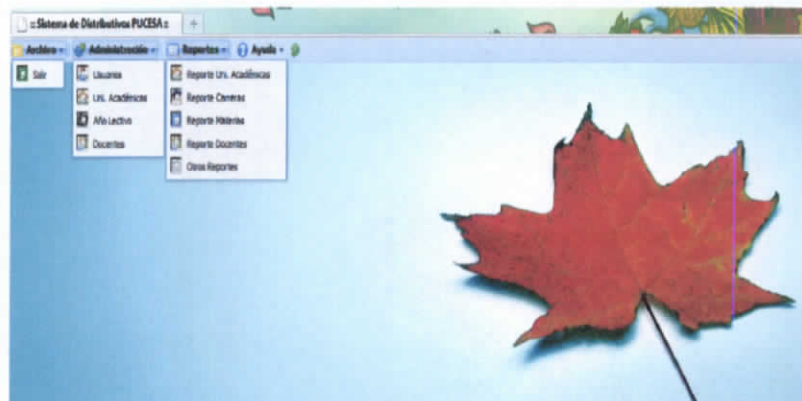 :: Sistema de Distributivos PUCESA ::
Archivo Administración Reportes Ayuda
Salir
Usuarios
Uni. Académicas
Año Lectivo
Docentes
Reporte Uni. Académicas
Reporte Carreras
Reporte Materias
Reporte Docentes
Otros Reportes